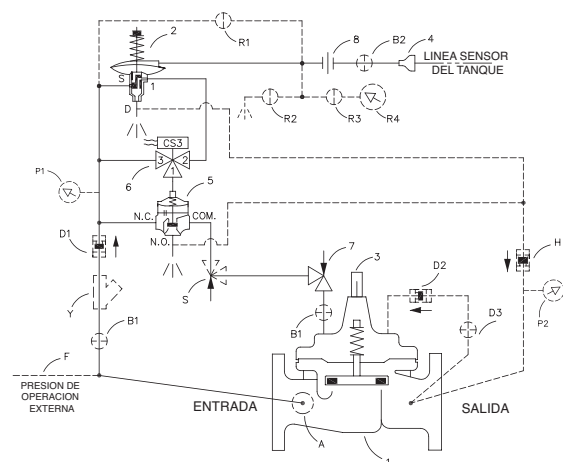 R1
2
8
B2
4
LINEA SENSOR
DEL TANQUE
S
1
D
R2
R3
R4
CS3
3
2
1
6
5
P1
N.C.
COM.
N.O.
D1
7
3
D2
H
S
Y
B1
D3
P2
B1
F
PRESION DE
OPERACION
EXTERNA
ENTRADA
SALIDA
A
1